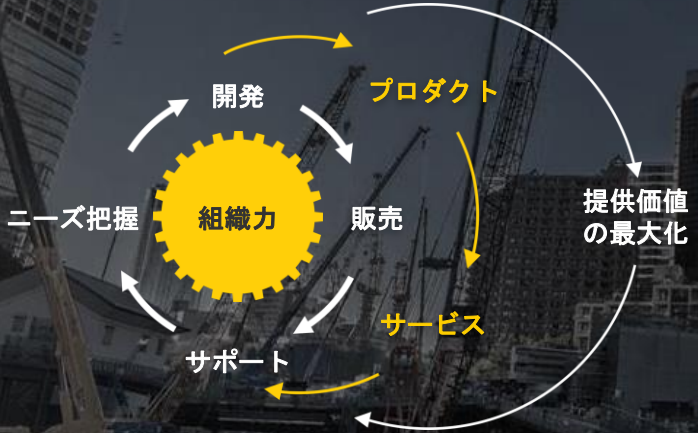 開発
プロダクト
ニーズ把握
組織力
販売
提供価値
の最大化
サービス
サポート